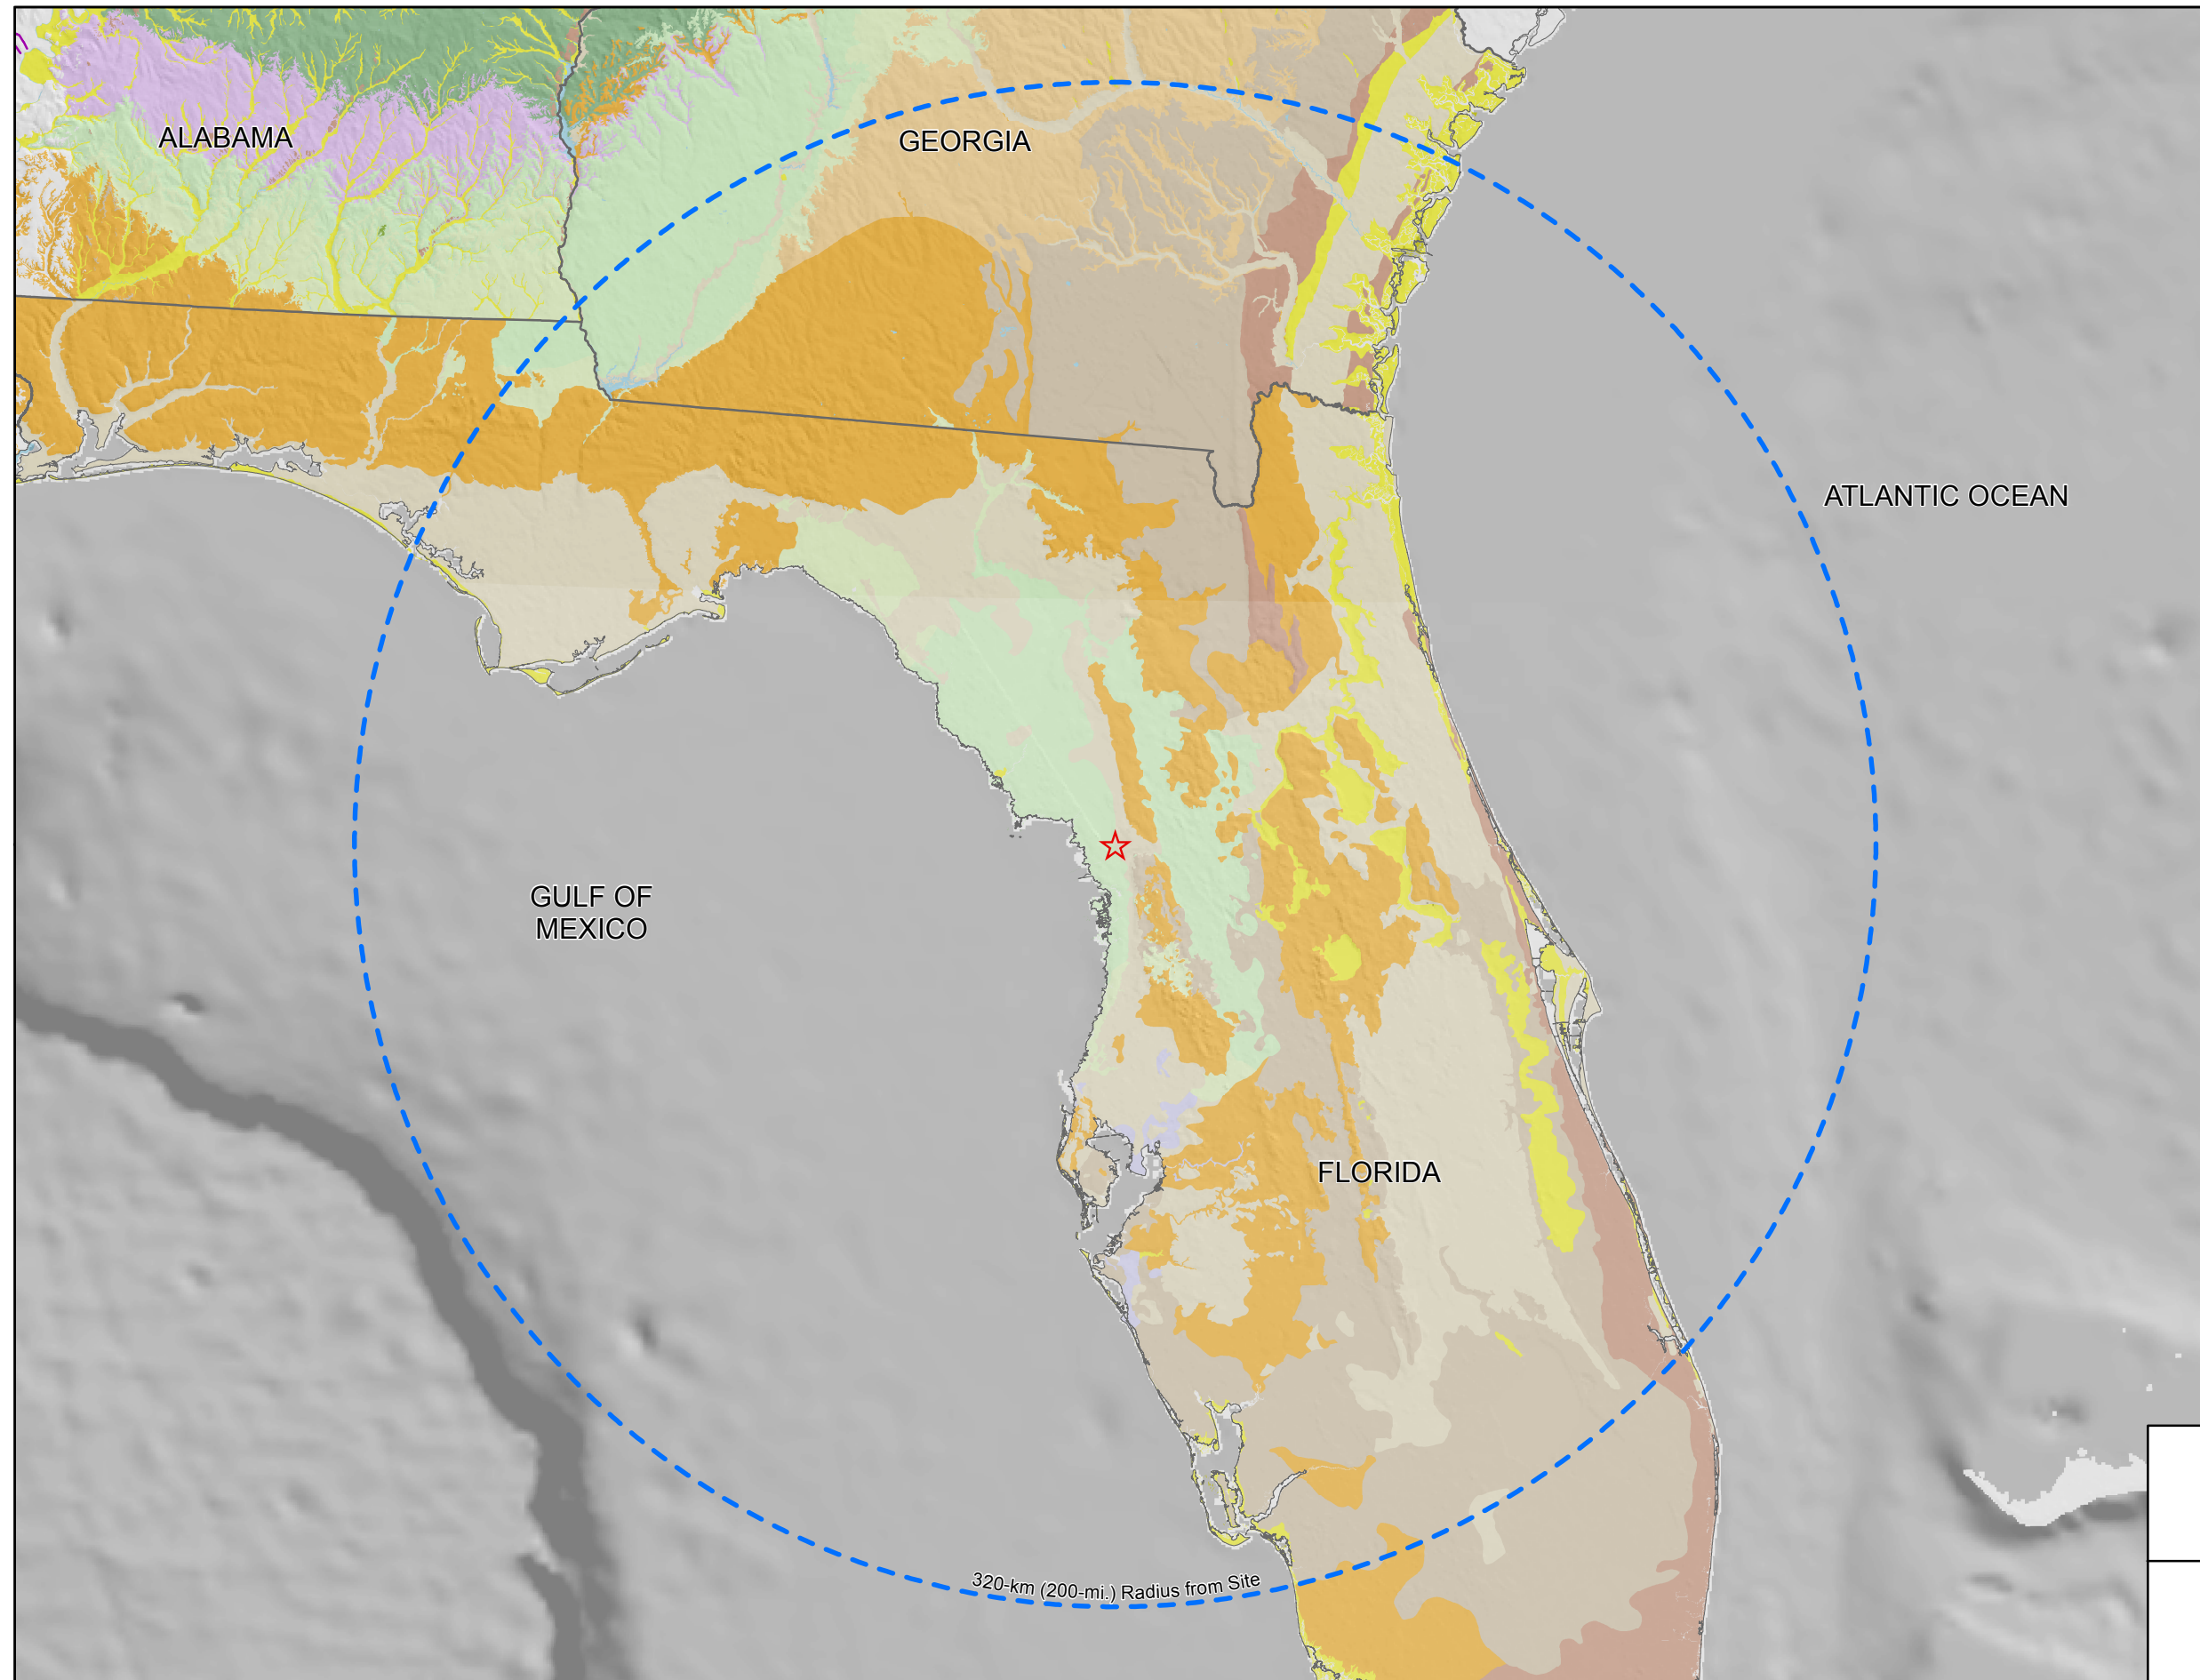 ALABAMA
GEORGIA
ATLANTIC OCEAN
GULF OF
MEXICO
FLORIDA
320-km (200-mi.) Radius from Site